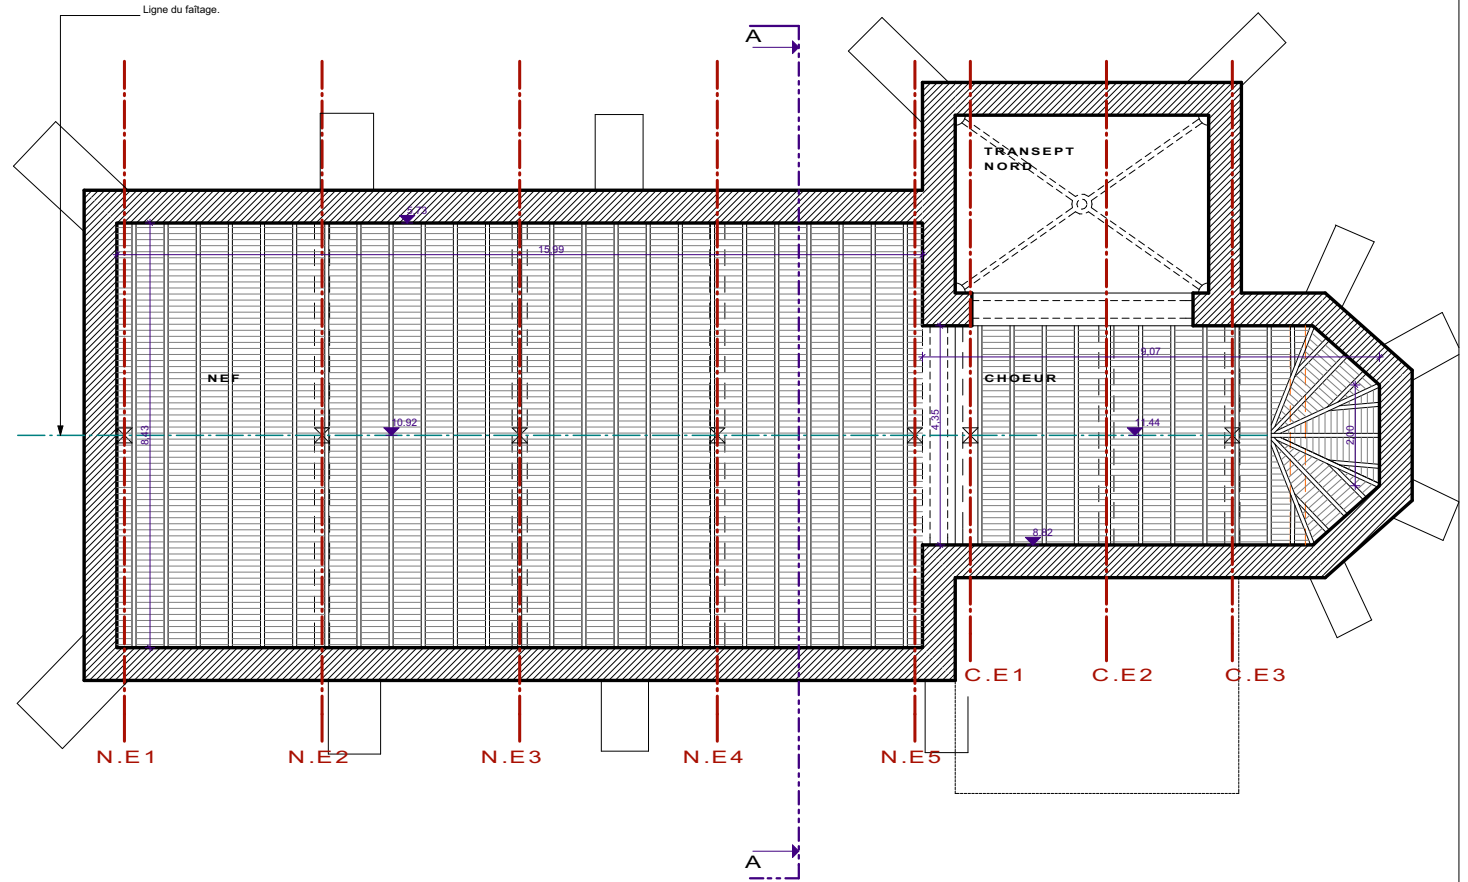 Ligne du faîtage.
A
TRANSEPT
NORD
5,73
15,99
9,07
NEF
CHOEUR
8,43
10,92
4,35
11,44
2,00
8,82
C.E1
C.E2
C.E3
N.E1
N.E2
N.E3
N.E4
N.E5
A